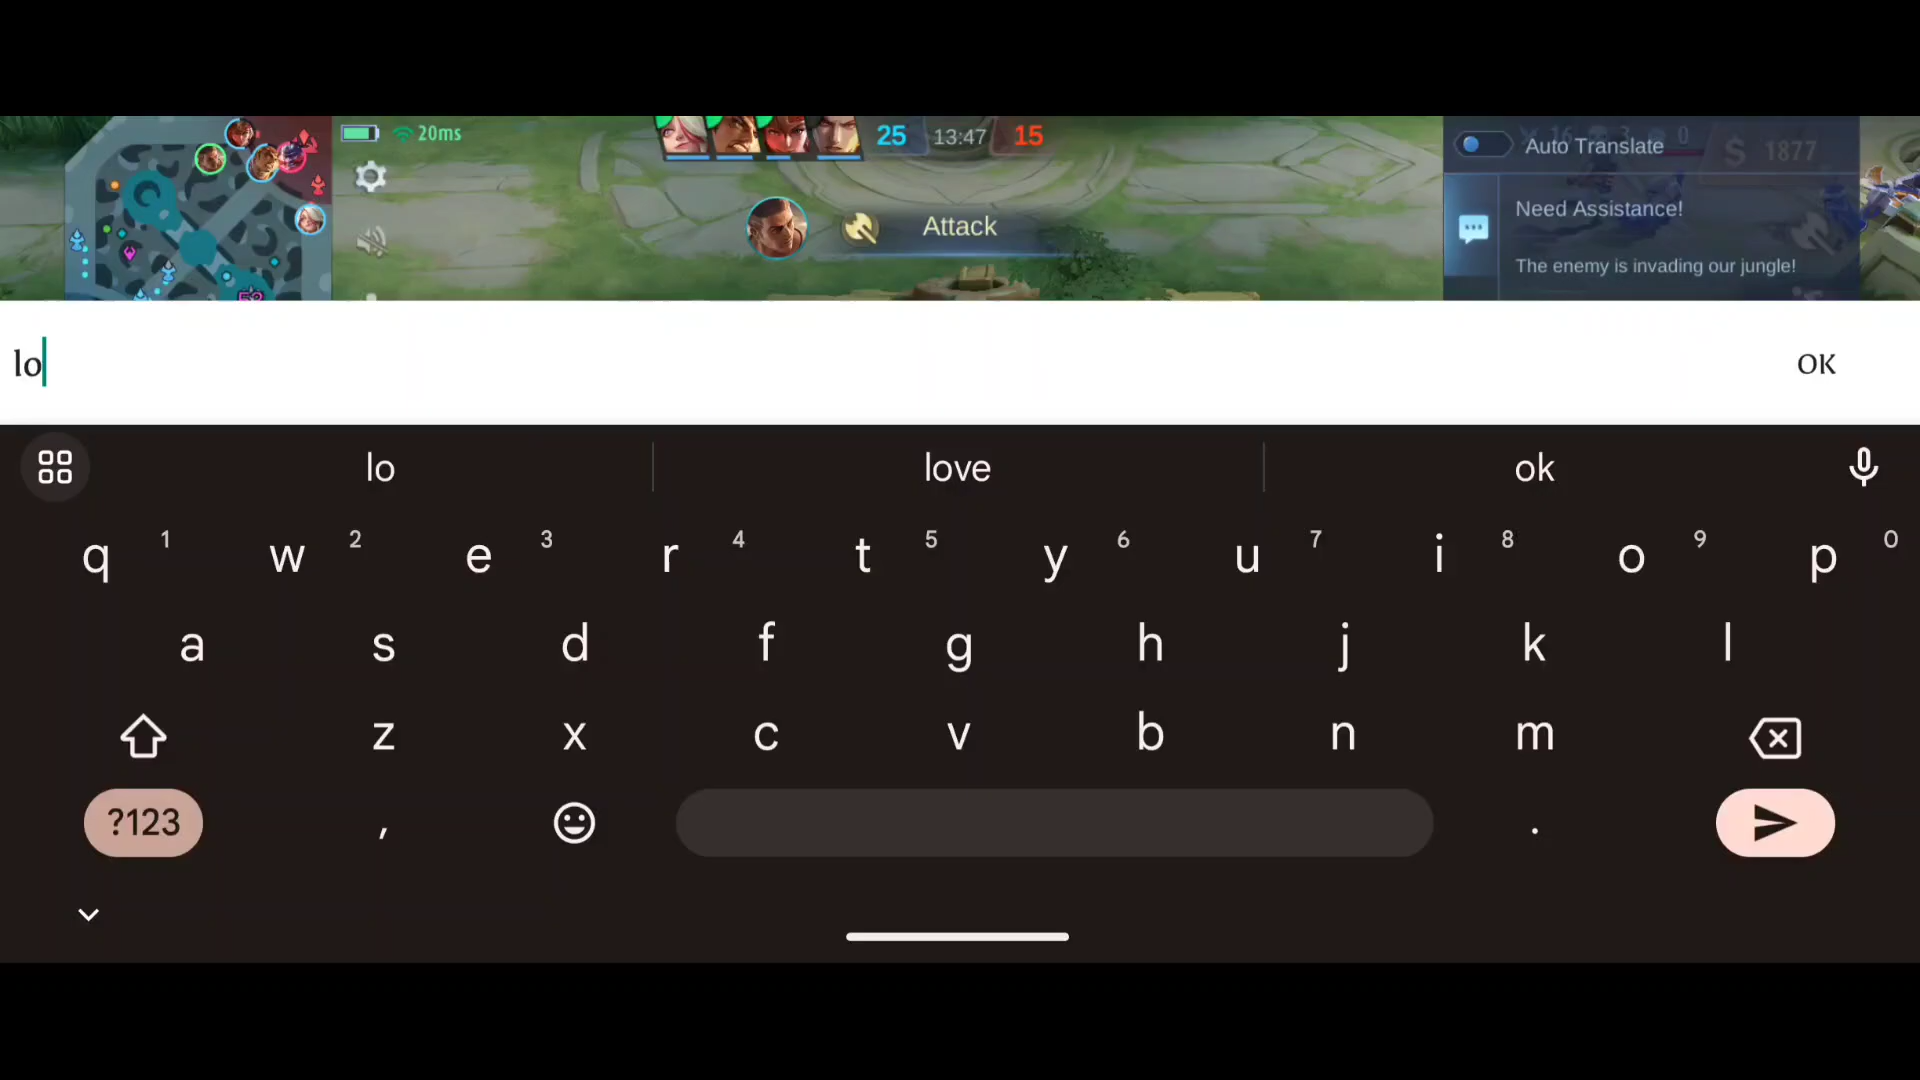 20ms
25 13:47 15
Auto Translate
$ 1877
Attack
Need Assistance!
The enemy is invading our jungle!
lo
OK
lo love ok
q 1 w 2 e 3 r 4 t 5 y 6 u 7 i 8 o 9 p 0
a s d f g h j k l
z x c v b n m
?123 , .